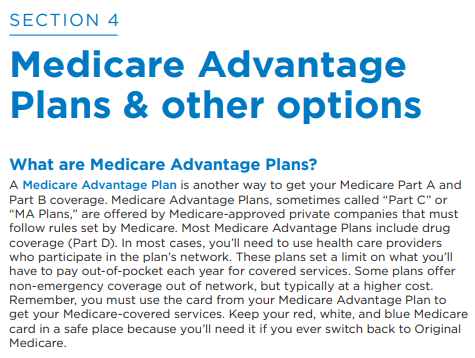 SECTION 4
Medicare Advantage
Plans & other options
What are Medicare Advantage Plans?
A Medicare Advantage Plan is another way to get your Medicare Part A and
Part B coverage. Medicare Advantage Plans, sometimes called “Part C” or
“MA Plans,” are offered by Medicare-approved private companies that must
follow rules set by Medicare. Most Medicare Advantage Plans include drug
coverage (Part D). In most cases, you’ll need to use health care providers
who participate in the plan’s network. These plans set a limit on what you’ll
have to pay out-of-pocket each year for covered services. Some plans offer
non-emergency coverage out of network, but typically at a higher cost.
Remember, you must use the card from your Medicare Advantage Plan to
get your Medicare-covered services. Keep your red, white, and blue Medicare
card in a safe place because you’ll need it if you ever switch back to Original
Medicare.